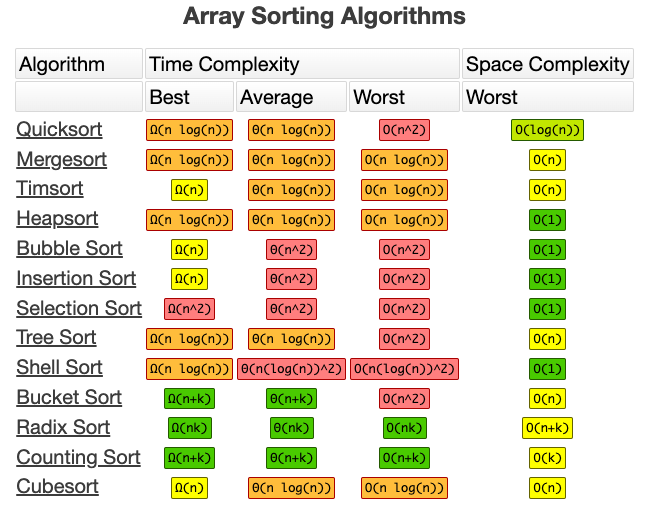 Array Sorting Algorithms
Algorithm Time Complexity Space Complexity
Best Average Worst Worst
Quicksort Ω(n log(n)) θ(n log(n)) O(n^2) O(log(n))
Mergesort Ω(n log(n)) θ(n log(n)) O(n log(n)) O(n)
Timsort Ω(n) θ(n log(n)) O(n log(n)) O(n)
Heapsort Ω(n log(n)) θ(n log(n)) O(n log(n)) O(1)
Bubble Sort Ω(n) θ(n^2) O(n^2) O(1)
Insertion Sort Ω(n) θ(n^2) O(n^2) O(1)
Selection Sort Ω(n^2) θ(n^2) O(n^2) O(1)
Tree Sort Ω(n log(n)) θ(n log(n)) O(n^2) O(n)
Shell Sort Ω(n log(n)) θ(n(log(n))^2) O(n(log(n))^2) O(1)
Bucket Sort Ω(n+k) θ(n+k) O(n^2) O(n)
Radix Sort Ω(nk) θ(nk) O(nk) O(n+k)
Counting Sort Ω(n+k) θ(n+k) O(n+k) O(k)
Cubesort Ω(n) θ(n log(n)) O(n log(n)) O(n)